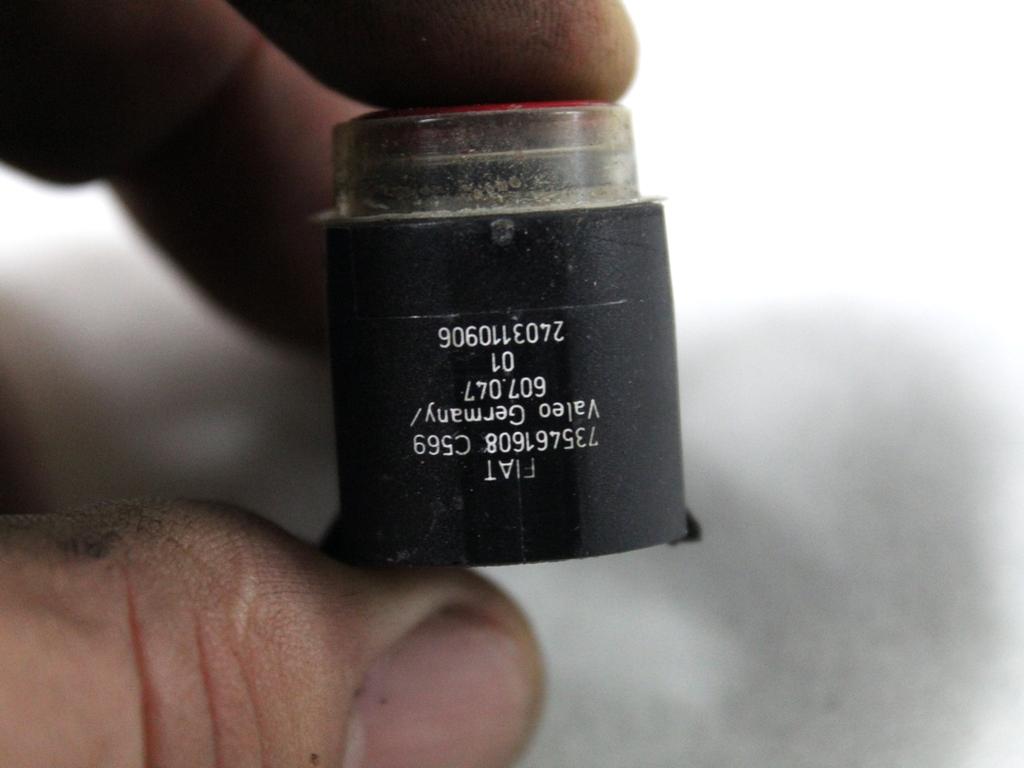 FIAT
735461608 C569
Valeo Germany/
607.047
01
2403110906